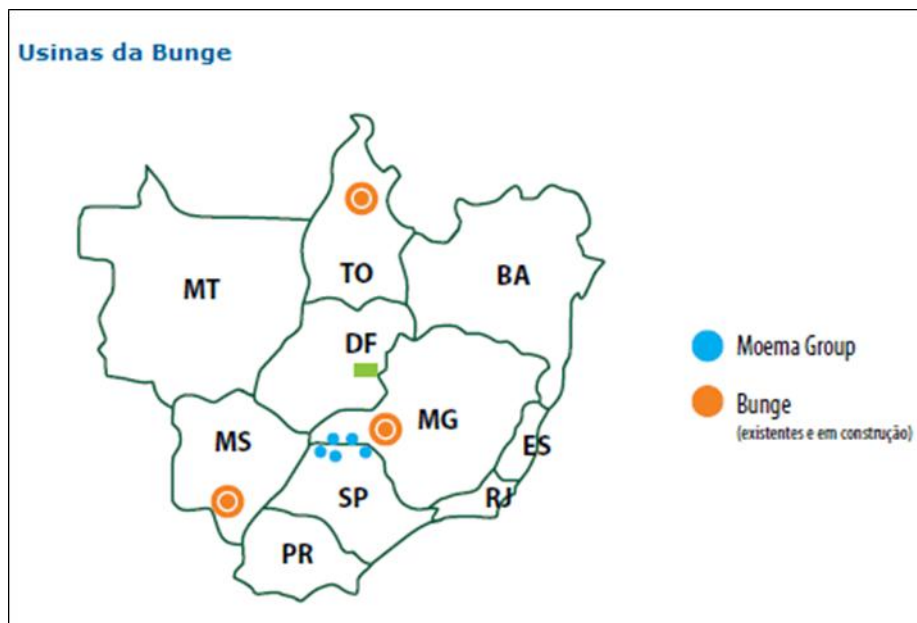 Usinas da Bunge
TO
MT
BA
DF
MG
MS
ES
SP
RJ
PR
Moema Group
Bunge
(existentes e em construção)